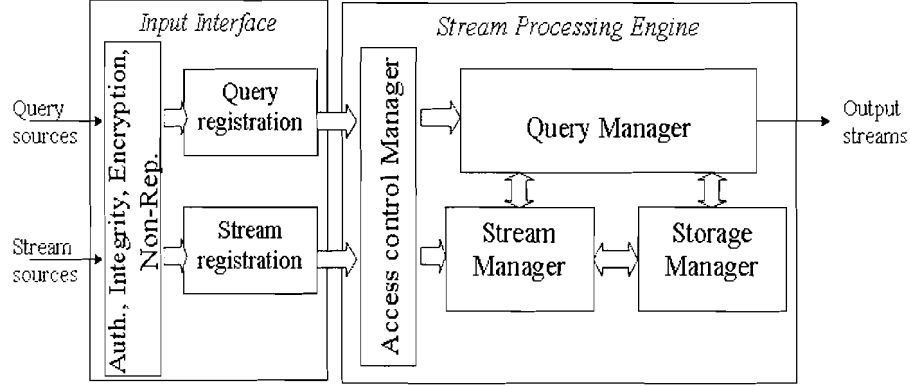 Input Interface
Stream Processing Engine
Query
sources
Stream
sources
Auth., Integrity, Encryption,
Non-Rep.
Query
registration
Stream
registration
Access control Manager
Query Manager
Stream
Manager
Storage
Manager
Output
streams